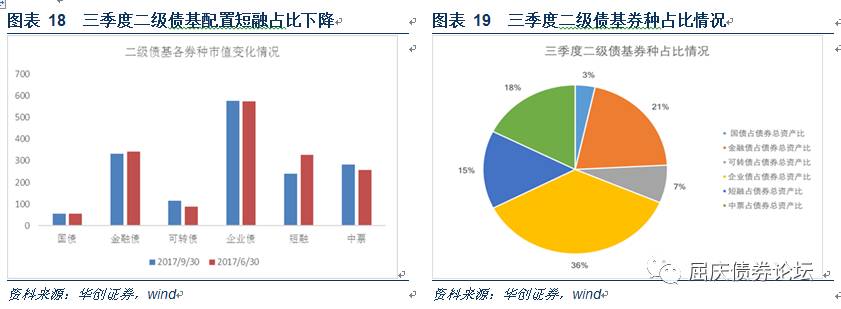 图表 18 三季度二级债基配置短融占比下降
二级债基各券种市值变化情况
700
600
500
400
300
200
100
0
国债 金融债 可转债 企业债 短融 中票
2017/9/30 2017/6/30
资料来源：华创证券，wind
图表 19 三季度二级债基券种占比情况
三季度二级债基券种占比情况
3%
18%
21%
15%
7%
36%
国债占债券总资产比
金融债占债券总资产比
可转债占债券总资产比
企业债占债券总资产比
短融占债券总资产比
中票占债券总资产比
屈庆债券论坛
资料来源：华创证券，wind